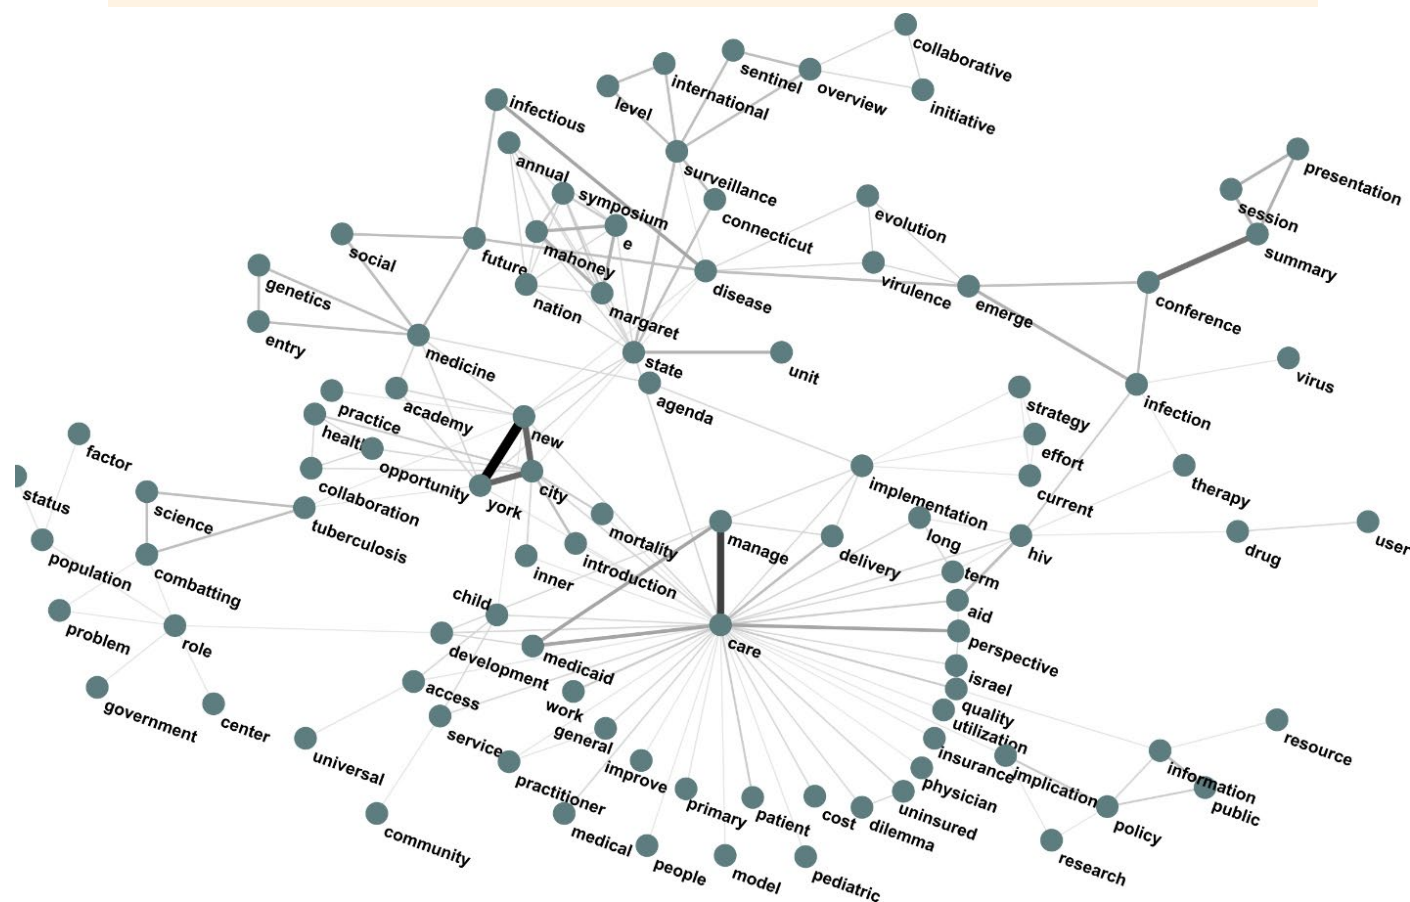 collaborative
sentinel
international
overview
level
initiative
infectious
annual
surveillance
presentation
symposium
connecticut
evolution
session
e
mahoney
social
future
summary
genetics
disease
virulence
emerge
nation
margaret
conference
entry
medicine
state
unit
virus
agenda
practice
academy
infection
strategy
health
new
factor
effort
opportunity
city
status
collaboration
york
implementation
current
therapy
science
tuberculosis
mortality
manage
long
hiv
drug
user
population
combatting
inner
introduction
delivery
term
child
aid
problem
role
care
perspective
development
medicaid
israel
access
work
quality
government
center
service
general
utilization
resource
universal
improve
insurance
implication
information
practitioner
primary
physician
public
community
medical
patient
cost
dilemma
uninsured
policy
people
model
pediatric
research